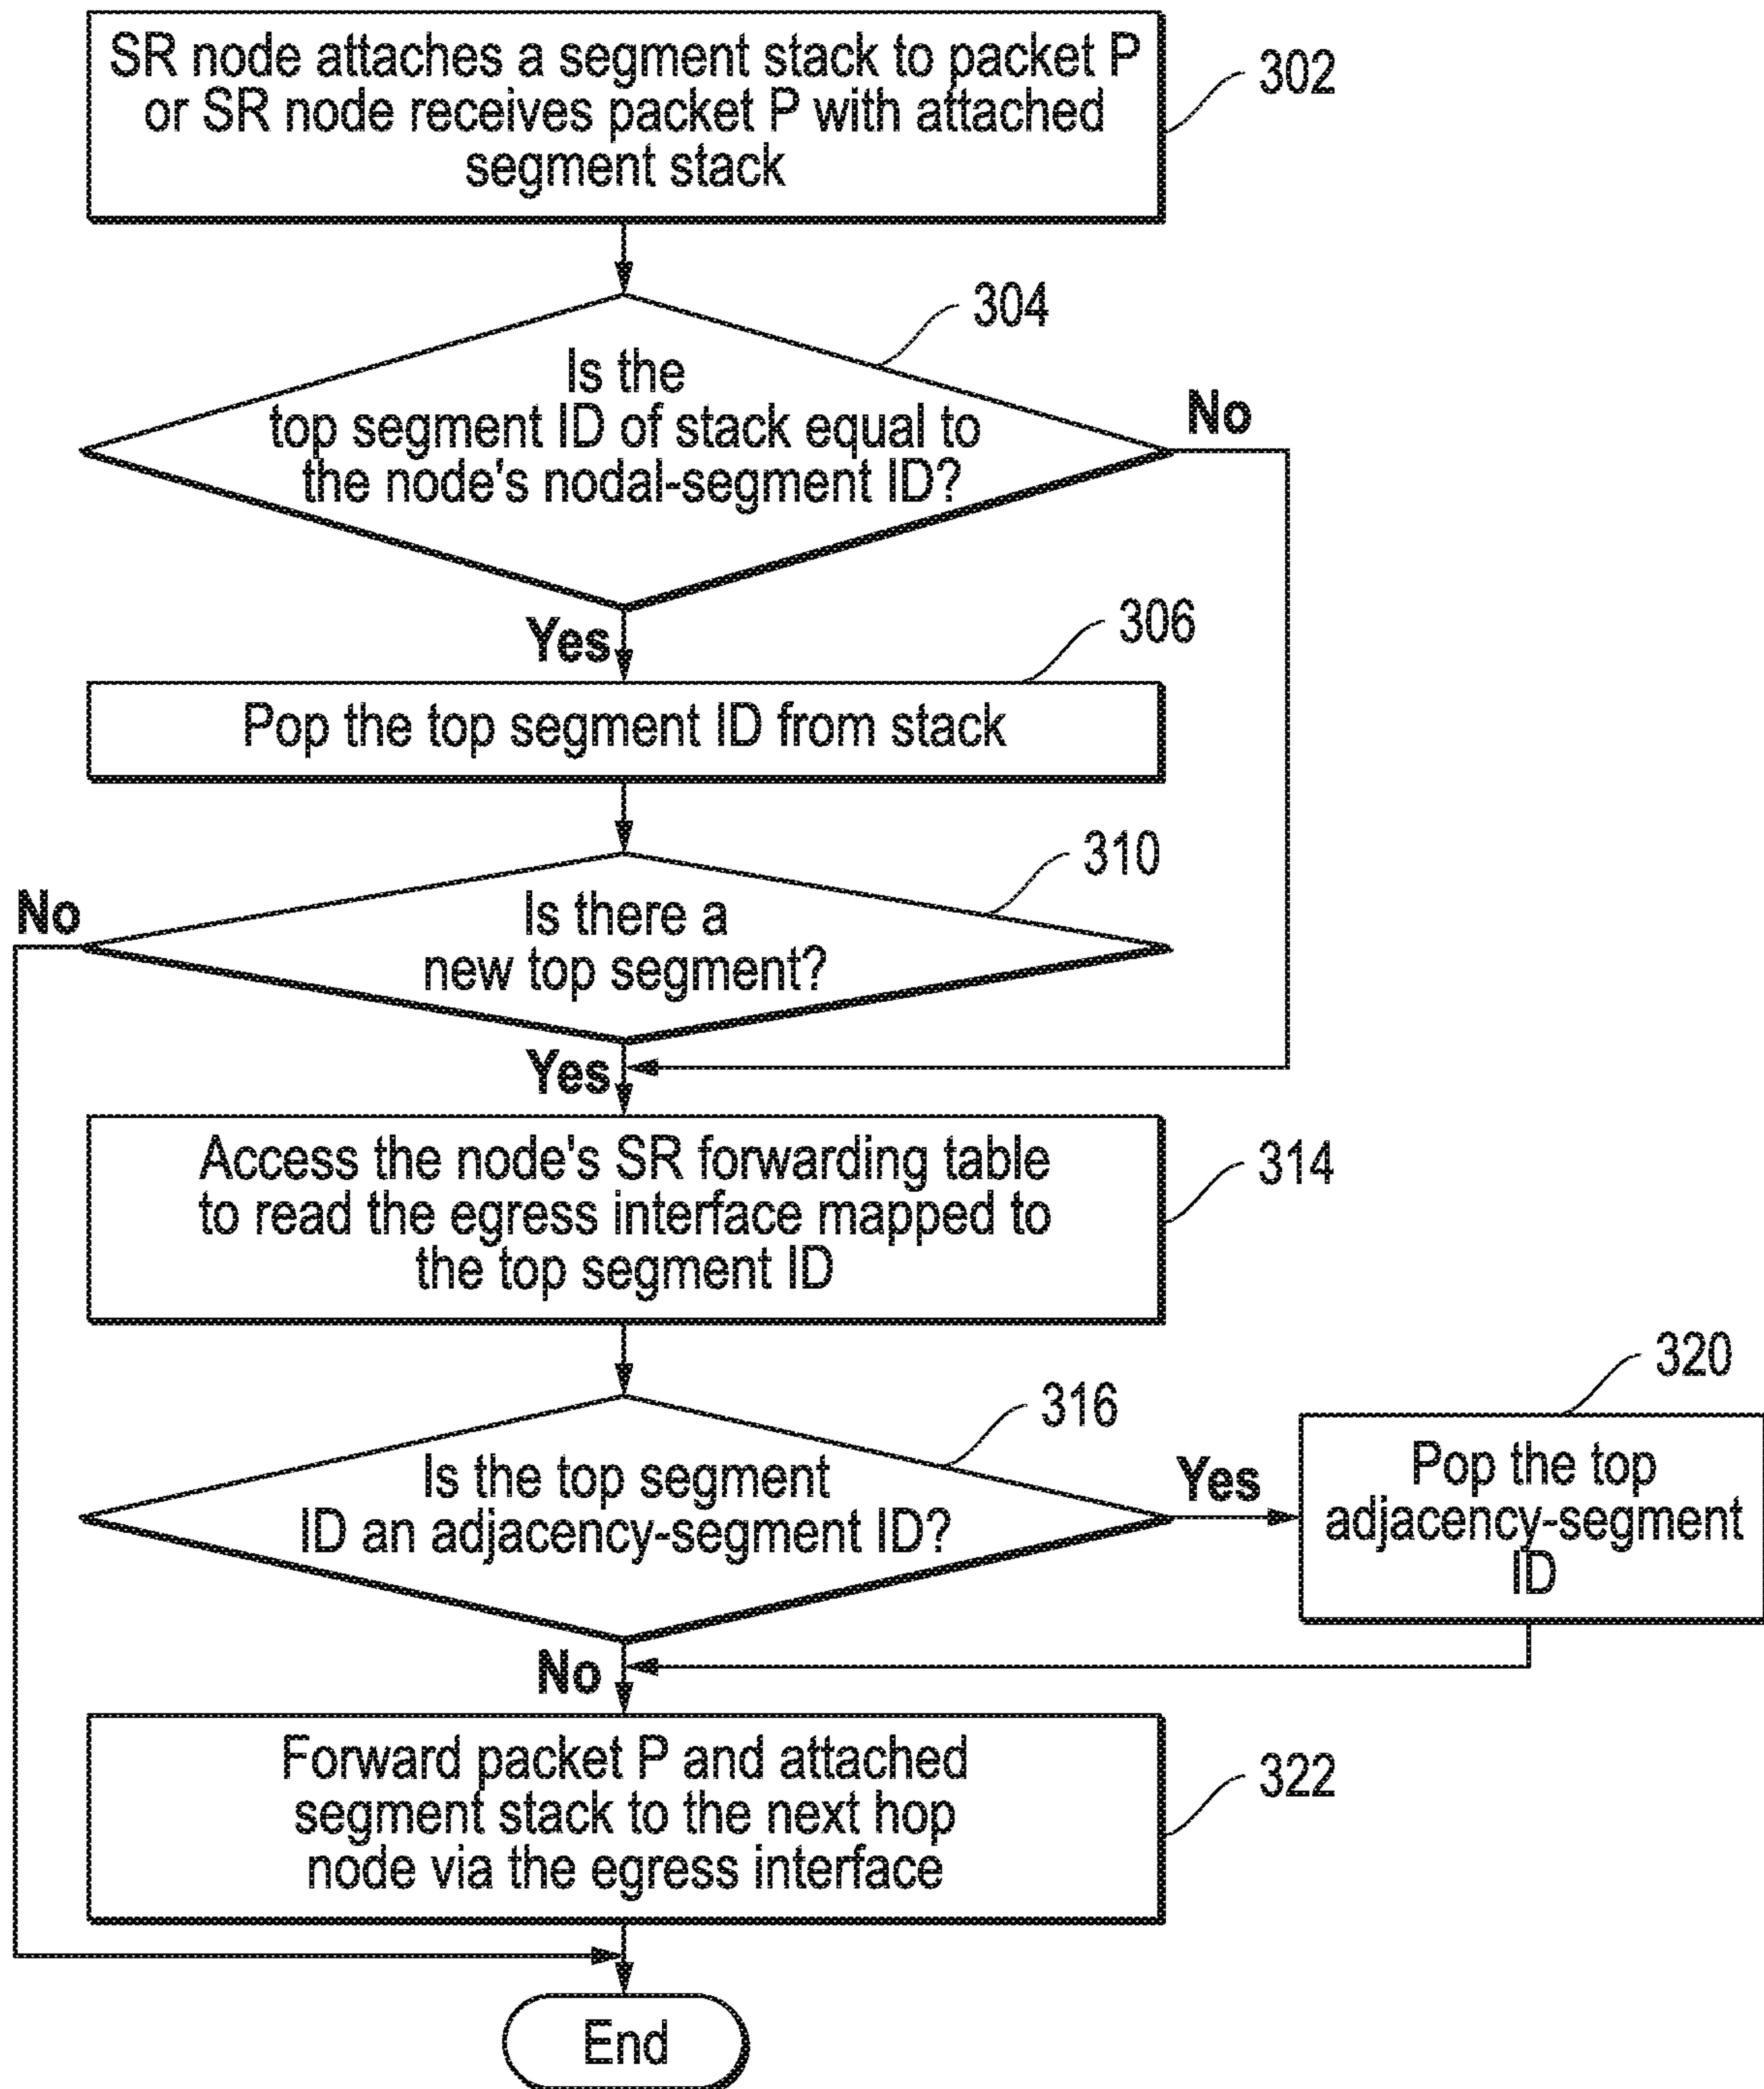 SR node attaches a segment stack to packet P
or SR node receives packet P with attached
segment stack
302
304
Is the
top segment ID of stack equal to
the node's nodal-segment ID?
No
Yes
306
Pop the top segment ID from stack
310
No
Is there a
new top segment?
Yes
Access the node's SR forwarding table
to read the egress interface mapped to
the top segment ID
314
316
Is the top segment
ID an adjacency-segment ID?
Yes
320
Pop the top
adjacency-segment
ID
No
Forward packet P and attached
segment stack to the next hop
node via the egress interface
322
End